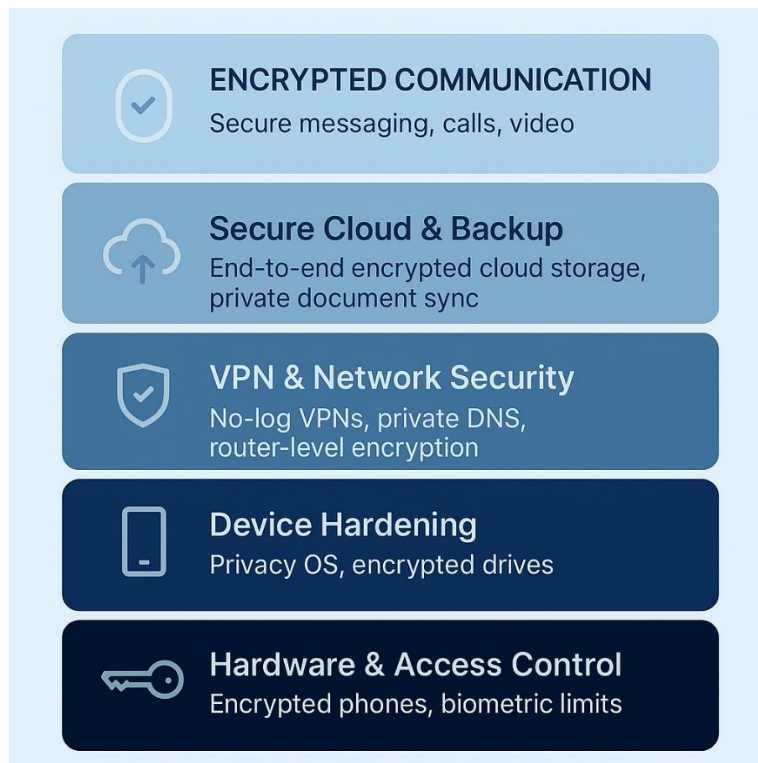 ENCRYPTED COMMUNICATION
Secure messaging, calls, video
Secure Cloud & Backup
End-to-end encrypted cloud storage,
private document sync
VPN & Network Security
No-log VPNs, private DNS,
router-level encryption
Device Hardening
Privacy OS, encrypted drives
Hardware & Access Control
Encrypted phones, biometric limits